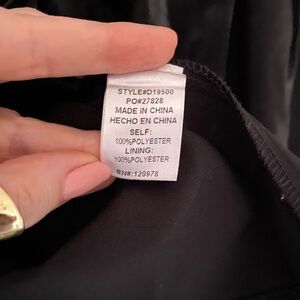 STYLE#D19500
PO#27828
MADE IN CHINA
HECHO EN CHINA
SELF:
100%POLYESTER
LINING:
100%POLYESTER
RN#:120978